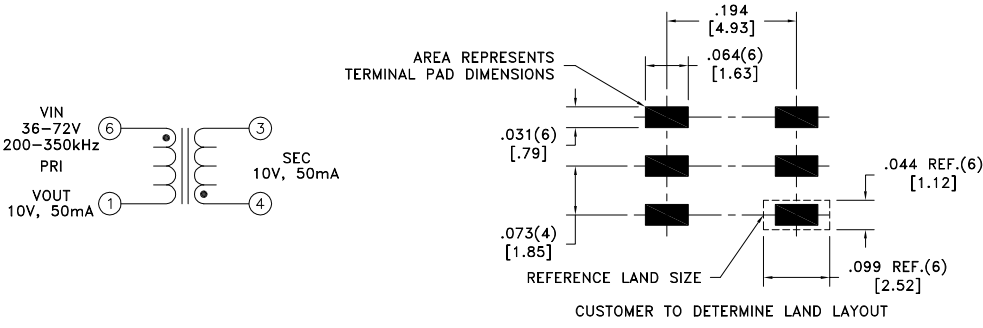 VIN
36-72V
200-350kHz
PRI
VOUT
10V, 50mA
6
1
3
4
SEC
10V, 50mA
AREA REPRESENTS
TERMINAL PAD DIMENSIONS
.194
[4.93]
.064(6)
[1.63]
.031(6)
[.79]
.073(4)
[1.85]
.044 REF.(6)
[1.12]
.099 REF.(6)
[2.52]
REFERENCE LAND SIZE
CUSTOMER TO DETERMINE LAND LAYOUT